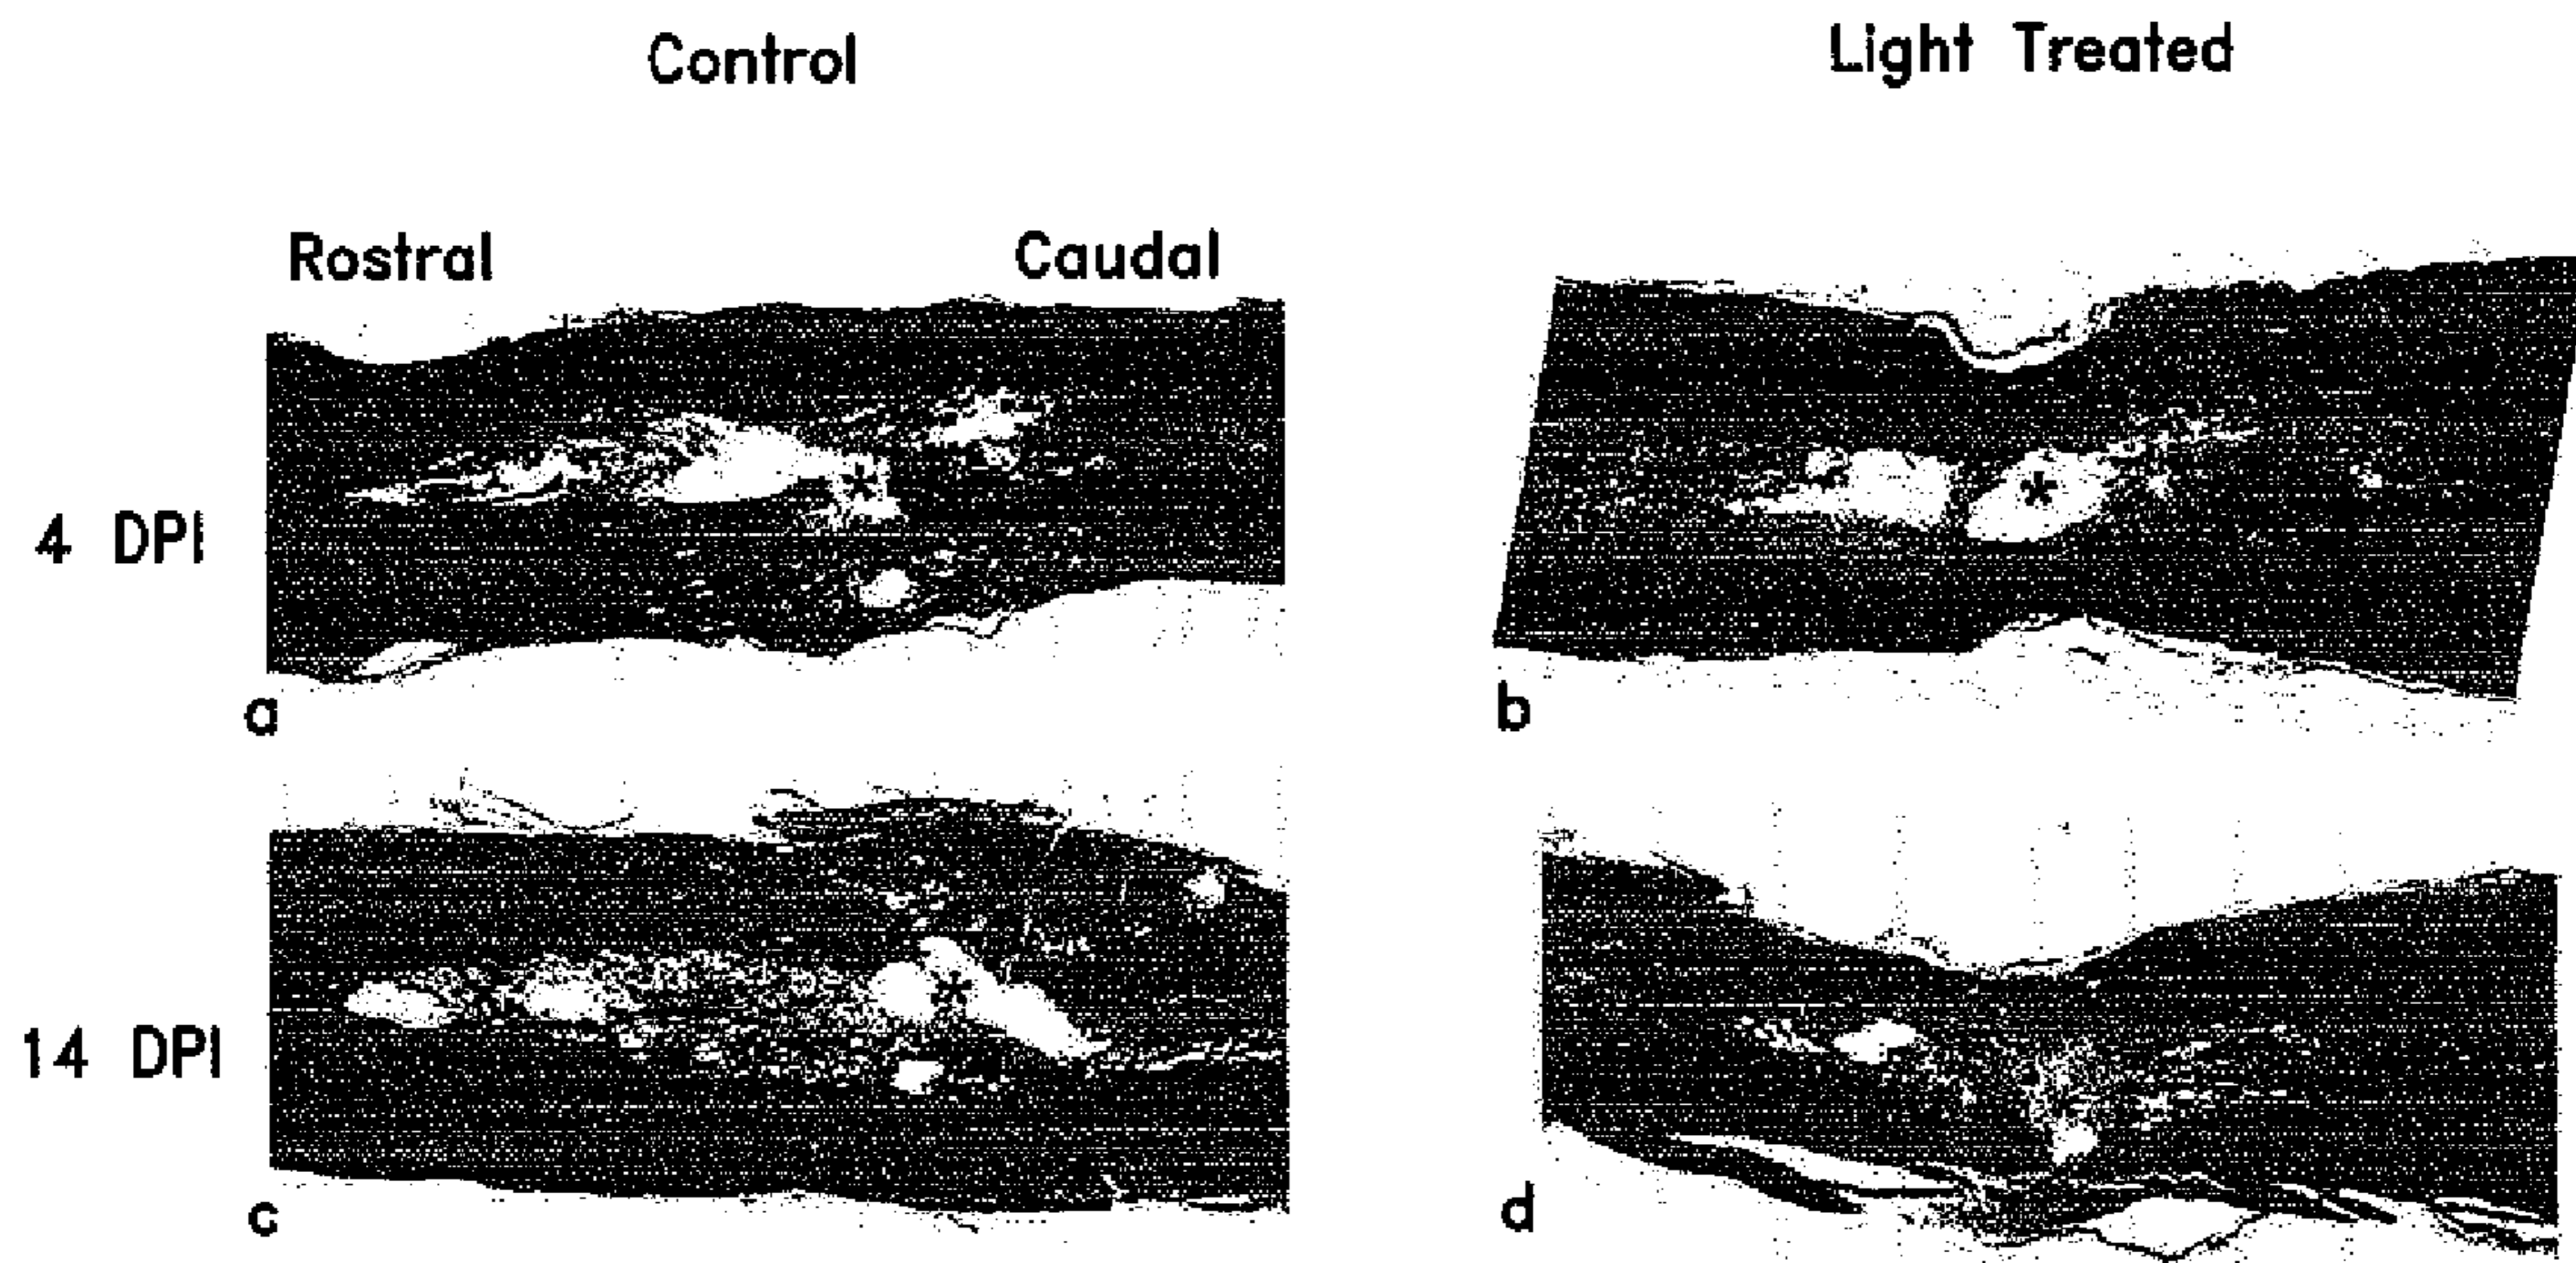 Control
Light Treated
Rostral
Caudal
4 DPI
*
*
a
b
14 DPI
*
c
d